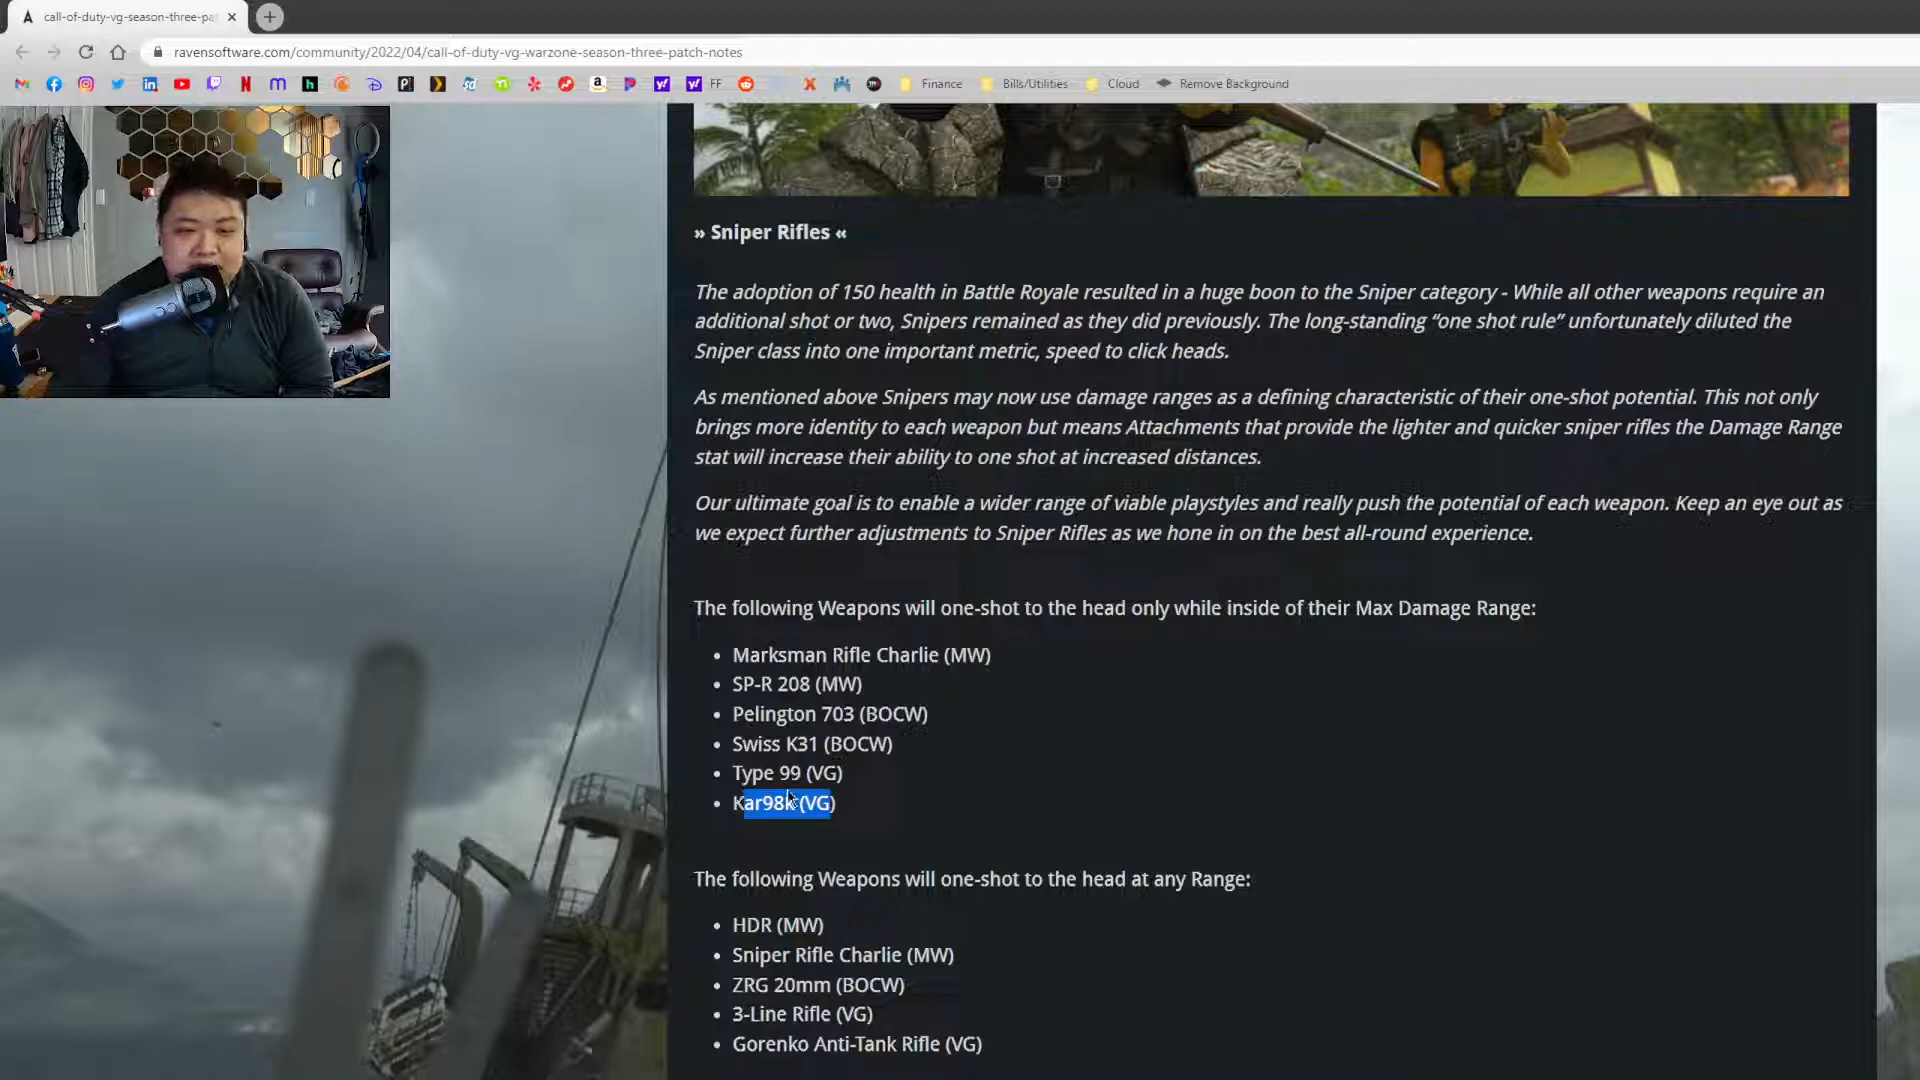 call-of-duty-vg-season-three-pat
ravensoftware.com/community/2022/04/call-of-duty-vg-warzone-season-three-patch-notes
FF Finance Bills/Utilities Cloud Remove Background
» Sniper Rifles «
The adoption of 150 health in Battle Royale resulted in a huge boon to the Sniper category - While all other weapons require an
additional shot or two, Snipers remained as they did previously. The long-standing “one shot rule” unfortunately diluted the
Sniper class into one important metric, speed to click heads.
As mentioned above Snipers may now use damage ranges as a defining characteristic of their one-shot potential. This not only
brings more identity to each weapon but means Attachments that provide the lighter and quicker sniper rifles the Damage Range
stat will increase their ability to one shot at increased distances.
Our ultimate goal is to enable a wider range of viable playstyles and really push the potential of each weapon. Keep an eye out as
we expect further adjustments to Sniper Rifles as we hone in on the best all-round experience.
The following Weapons will one-shot to the head only while inside of their Max Damage Range:
• Marksman Rifle Charlie (MW)
• SP-R 208 (MW)
• Pelington 703 (BOCW)
• Swiss K31 (BOCW)
• Type 99 (VG)
• Kar98k (VG)
The following Weapons will one-shot to the head at any Range:
• HDR (MW)
• Sniper Rifle Charlie (MW)
• ZRG 20mm (BOCW)
• 3-Line Rifle (VG)
• Gorenko Anti-Tank Rifle (VG)